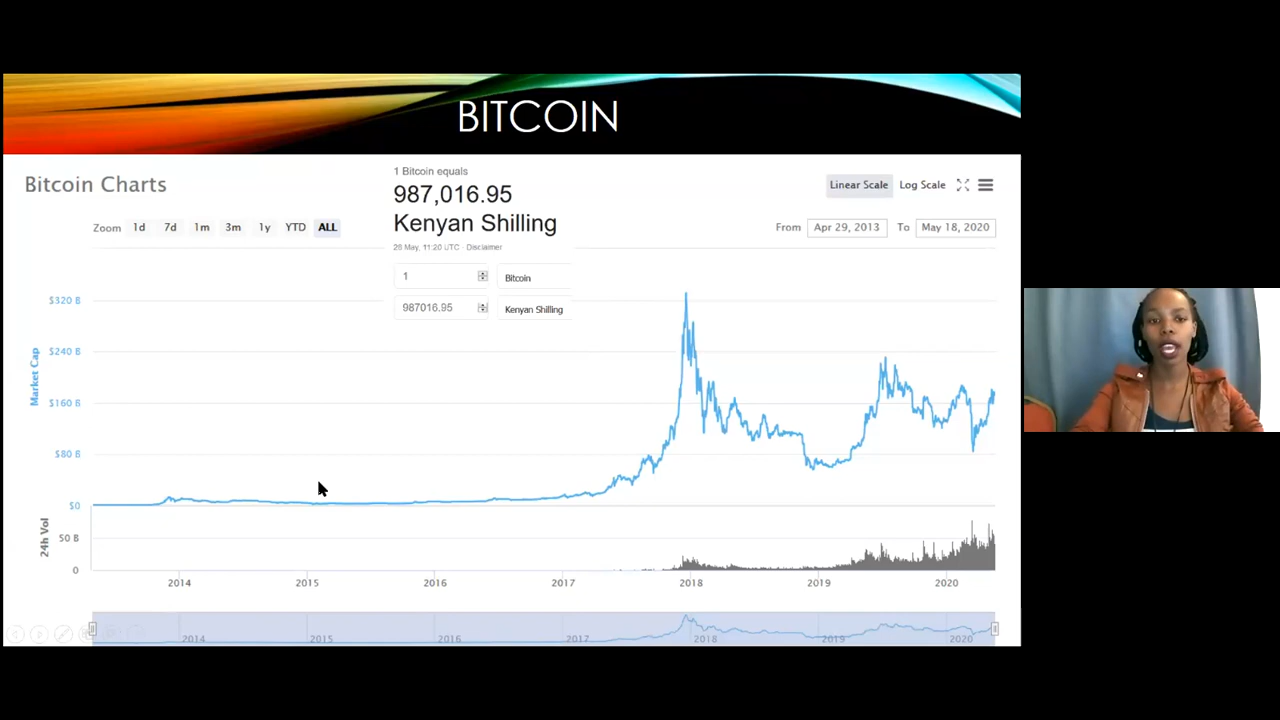 BITCOIN
Bitcoin Charts
1 Bitcoin equals
987,016.95
Kenyan Shilling
26 May, 11:20 UTC · Disclaimer
1 Bitcoin
987016.95 Kenyan Shilling
Linear Scale Log Scale
Zoom 1d 7d 1m 3m 1y YTD ALL
From Apr 29, 2013 To May 18, 2020
$320 B
$240 B
$160 B
$80 B
$0
Market Cap
50 B
0
24h Vol
2014 2015 2016 2017 2018 2019 2020
2014 2015 2016 2017 2018 2019 2020